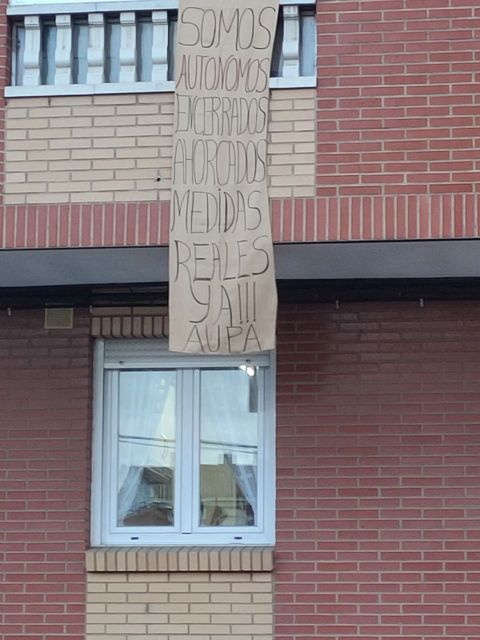 SOMOS
AUTONOMOS
ENCERRADOS
AHORCADOS
MEDIDAS
REALES
YA!!!
AUPA